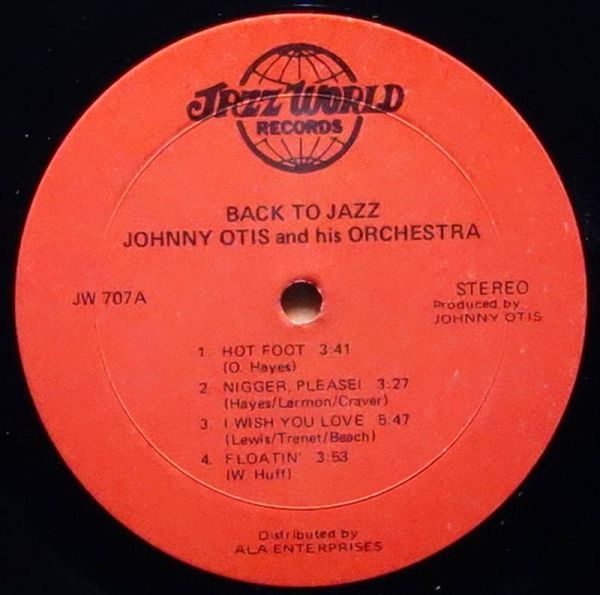 JAZZ WORLD
RECORDS
BACK TO JAZZ
JOHNNY OTIS and his ORCHESTRA
JW 707A
STEREO
Produced by
JOHNNY OTIS
1. HOT FOOT 3:41
(O. Hayes)
2. NIGGER, PLEASE! 3:27
(Hayes/Larmon/Craver)
3. I WISH YOU LOVE 5:47
(Lewis/Trenet/Beach)
4. FLOATIN' 3:53
(W. Huff)
Distributed by
ALA ENTERPRISES